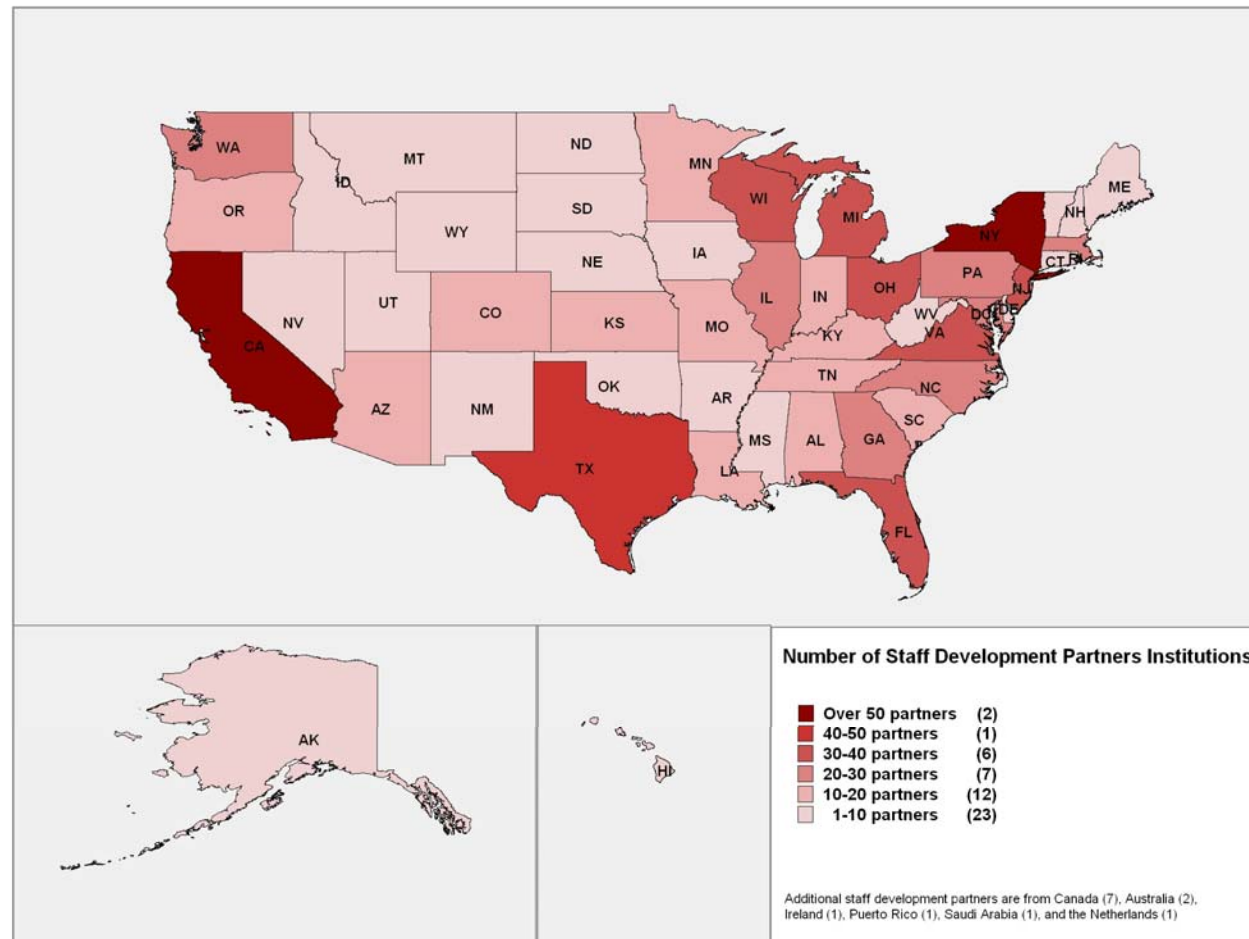 WA
MT
ND
MN
ME
ID
OR
SD
WI
MI
NH
NY
WY
IA
NE
CT
RI
PA
NJ
OH
IL
IN
NV
UT
CO
DC
DE
WV
VA
KS
MO
KY
CA
TN
NC
OK
AR
AZ
NM
SC
MS
AL
GA
LA
TX
FL
AK
HI
Number of Staff Development Partners Institutions
Over 50 partners (2)
40-50 partners (1)
30-40 partners (6)
20-30 partners (7)
10-20 partners (12)
1-10 partners (23)
Additional staff development partners are from Canada (7), Australia (2),
Ireland (1), Puerto Rico (1), Saudi Arabia (1), and the Netherlands (1)